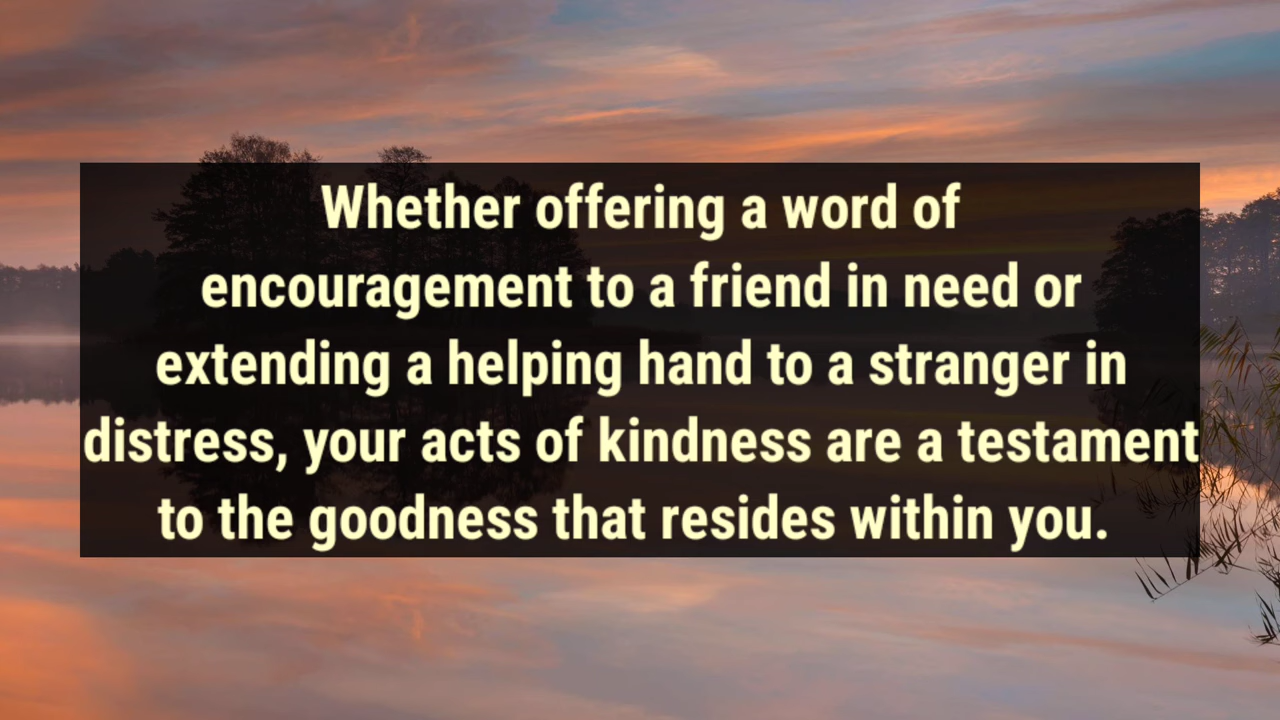 Whether offering a word of
encouragement to a friend in need or
extending a helping hand to a stranger in
distress, your acts of kindness are a testament
to the goodness that resides within you.